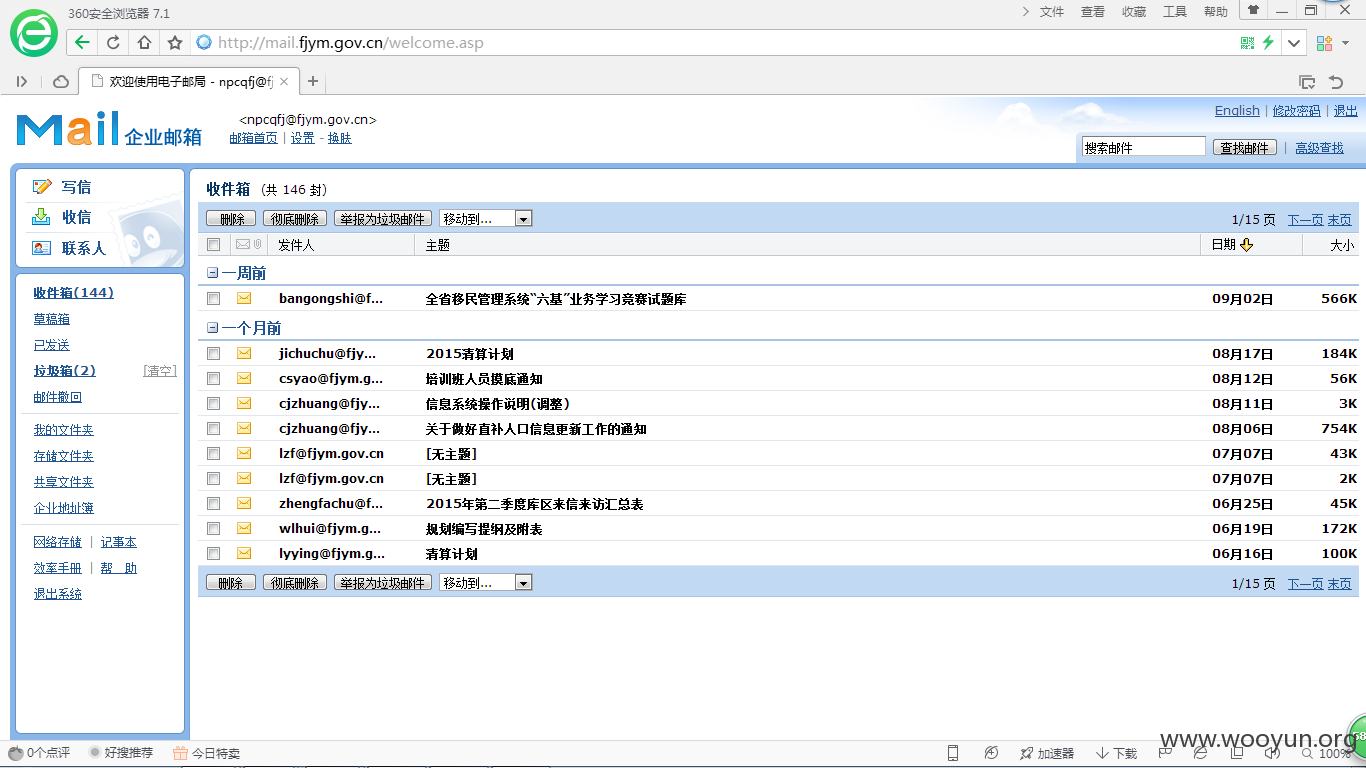 360安全浏览器 7.1
文件 查看 收藏 工具 帮助
http://mail.fjym.gov.cn/welcome.asp
欢迎使用电子邮局 - npcqfj@fj
Mail 企业邮箱
<npcqfj@fjym.gov.cn>
邮箱首页 | 设置 - 换肤
English | 修改密码 | 退出
搜索邮件 查找邮件 | 高级查找
写信
收信
联系人
收件箱(144)
草稿箱
已发送
垃圾箱(2) [清空]
邮件撤回
我的文件夹
存储文件夹
共享文件夹
企业地址簿
网络存储 | 记事本
效率手册 | 帮 助
退出系统
收件箱 (共 146 封)
删除 彻底删除 举报为垃圾邮件 移动到... 1/15 页 下一页 末页
发件人 主题 日期 大小
一周前
bangongshi@f... 全省移民管理系统“六基”业务学习竞赛试题库 09月02日 566K
一个月前
jichuchu@fjy... 2015清算计划 08月17日 184K
csyao@fjym.g... 培训班人员摸底通知 08月12日 56K
cjzhuang@fjy... 信息系统操作说明(调整) 08月11日 3K
cjzhuang@fjy... 关于做好直补人口信息更新工作的通知 08月06日 754K
lzf@fjym.gov.cn [无主题] 07月07日 43K
lzf@fjym.gov.cn [无主题] 07月07日 2K
zhengfachu@f... 2015年第二季度库区来信来访汇总表 06月25日 45K
wlhui@fjym.g... 规划编写提纲及附表 06月19日 172K
lyying@fjym.g... 清算计划 06月16日 100K
删除 彻底删除 举报为垃圾邮件 移动到... 1/15 页 下一页 末页
0个点评 好搜推荐 今日特卖
加速器 下载 100%
www.wooyun.org